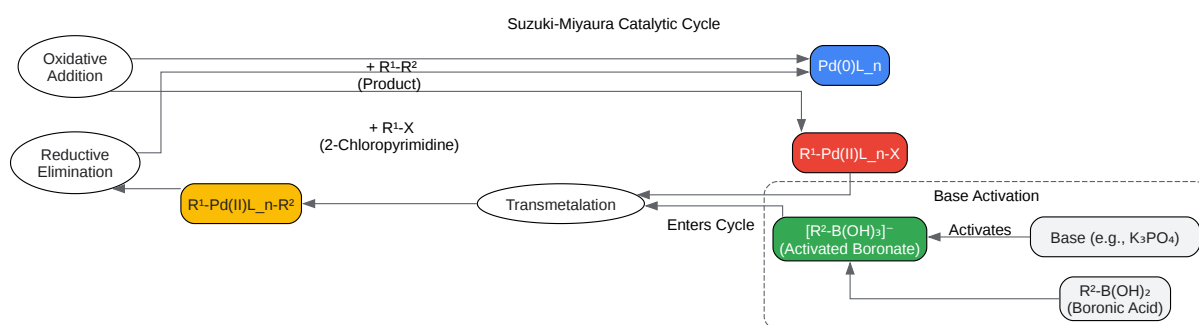 Suzuki-Miyaura Catalytic Cycle
Oxidative
Addition
Pd(0)L_n
+ R¹-R²
(Product)
+ R¹-X
(2-Chloropyrimidine)
R¹-Pd(II)L_n-X
Reductive
Elimination
Base Activation
R¹-Pd(II)L_n-R²
Transmetalation
Enters Cycle
[R²-B(OH)₃]⁻
(Activated Boronate)
Activates
Base (e.g., K₃PO₄)
R²-B(OH)₂
(Boronic Acid)